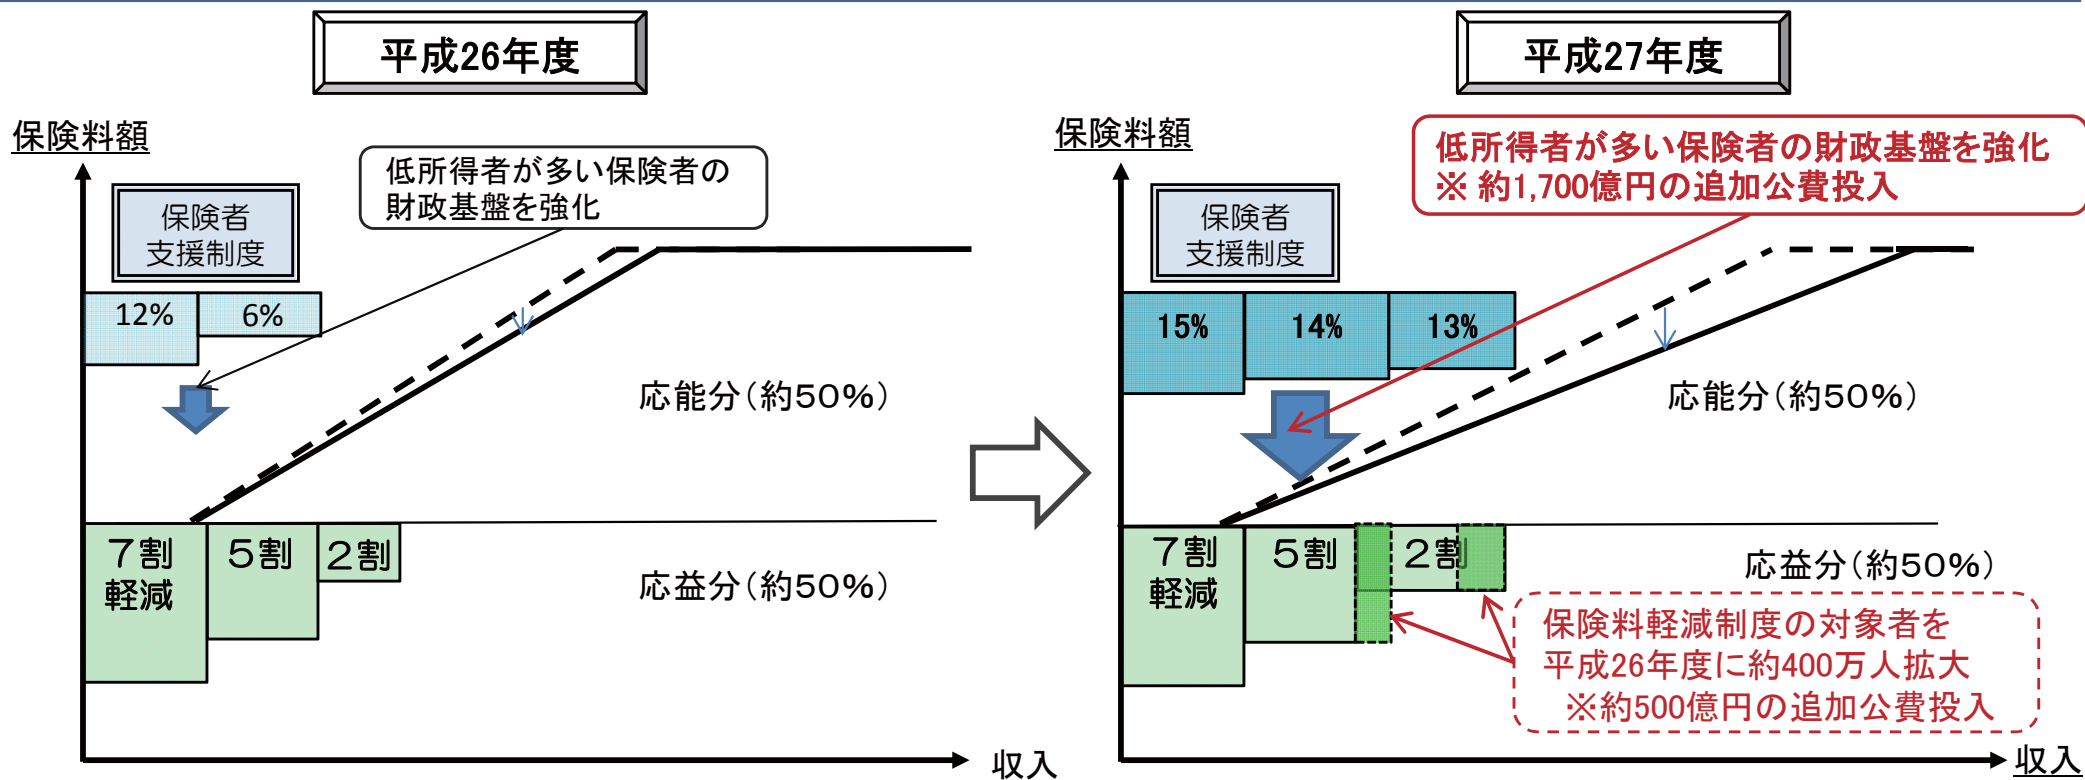 平成26年度
保険料額
低所得者が多い保険者の
財政基盤を強化
保険者
支援制度
12%
6%
応能分(約50%)
7割
軽減
5割
2割
応益分(約50%)
収入
平成27年度
保険料額
低所得者が多い保険者の財政基盤を強化
※ 約1,700億円の追加公費投入
保険者
支援制度
15%
14%
13%
応能分(約50%)
7割
軽減
5割
2割
応益分(約50%)
保険料軽減制度の対象者を
平成26年度に約400万人拡大
※約500億円の追加公費投入
収入